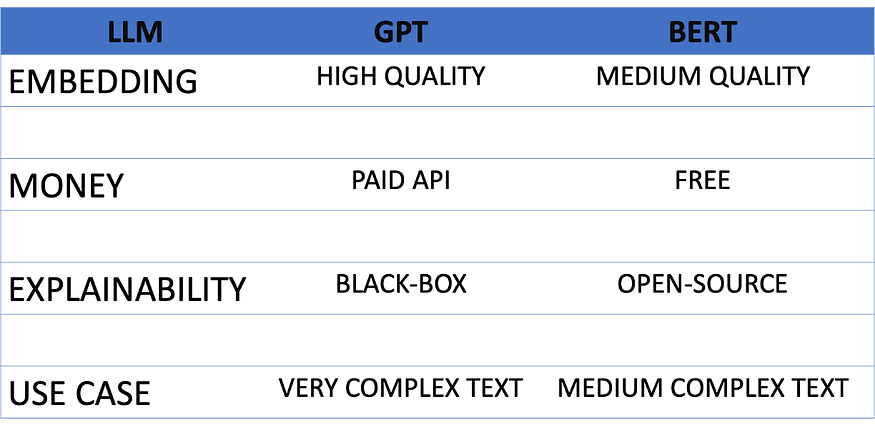 LLM GPT BERT
EMBEDDING HIGH QUALITY MEDIUM QUALITY
MONEY PAID API FREE
EXPLAINABILITY BLACK-BOX OPEN-SOURCE
USE CASE VERY COMPLEX TEXT MEDIUM COMPLEX TEXT